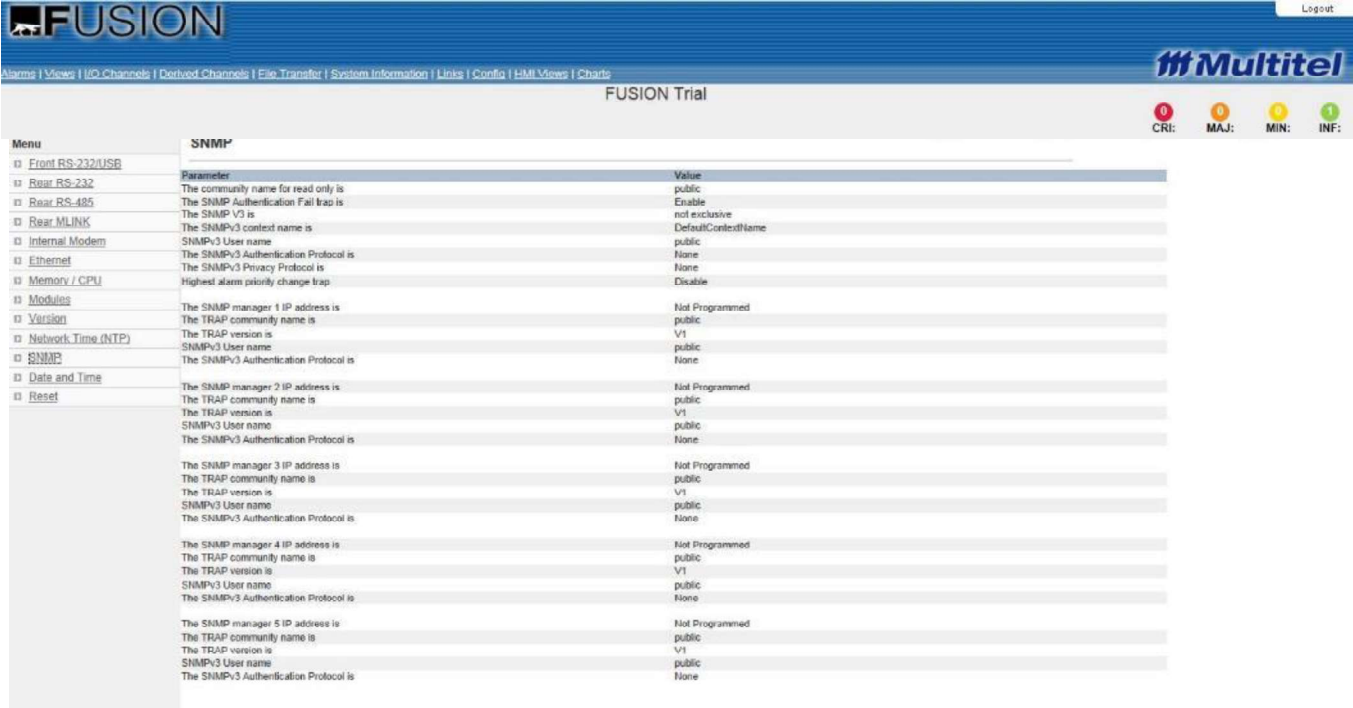 FUSION
Logout
Multitel
Alarms | Views | I/O Channels | Derived Channels | File Transfer | System Information | Links | Config | HMI Views | Charts
FUSION Trial
0 0 0 1
CRI: MAJ: MIN: INF:
Menu
Front RS-232/USB
Rear RS-232
Rear RS-485
Rear MLINK
Internal Modem
Ethernet
Memory / CPU
Modules
Version
Network Time (NTP)
SNMP
Date and Time
Reset
SNMP
Parameter Value
The community name for read only is public
The SNMP Authentication Fail trap is Enable
The SNMP V3 is not exclusive
The SNMPv3 context name is DefaultContextName
SNMPv3 User name public
The SNMPv3 Authentication Protocol is None
The SNMPv3 Privacy Protocol is None
Highest alarm priority change trap Disable
The SNMP manager 1 IP address is Not Programmed
The TRAP community name is public
The TRAP version is V1
SNMPv3 User name public
The SNMPv3 Authentication Protocol is None
The SNMP manager 2 IP address is Not Programmed
The TRAP community name is public
The TRAP version is V1
SNMPv3 User name public
The SNMPv3 Authentication Protocol is None
The SNMP manager 3 IP address is Not Programmed
The TRAP community name is public
The TRAP version is V1
SNMPv3 User name public
The SNMPv3 Authentication Protocol is None
The SNMP manager 4 IP address is Not Programmed
The TRAP community name is public
The TRAP version is V1
SNMPv3 User name public
The SNMPv3 Authentication Protocol is None
The SNMP manager 5 IP address is Not Programmed
The TRAP community name is public
The TRAP version is V1
SNMPv3 User name public
The SNMPv3 Authentication Protocol is None